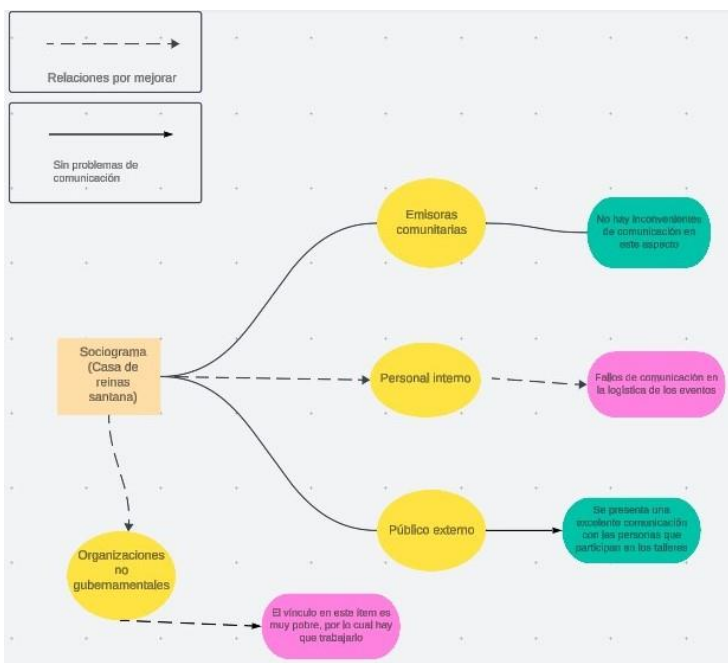 Relaciones por mejorar
Sin problemas de
comunicación
Emisoras
comunitarias
No hay inconvenientes
de comunicación en
este aspecto
Sociograma
(Casa de
reinas
santana)
Personal interno
Fallos de comunicación en
la logística de los eventos
Público externo
Se presenta una
excelente comunicación
con las personas que
participan en los talleres
Organizaciones
no
gubernamentales
El vínculo en este ítem es
muy pobre, por lo cual hay
que trabajarlo